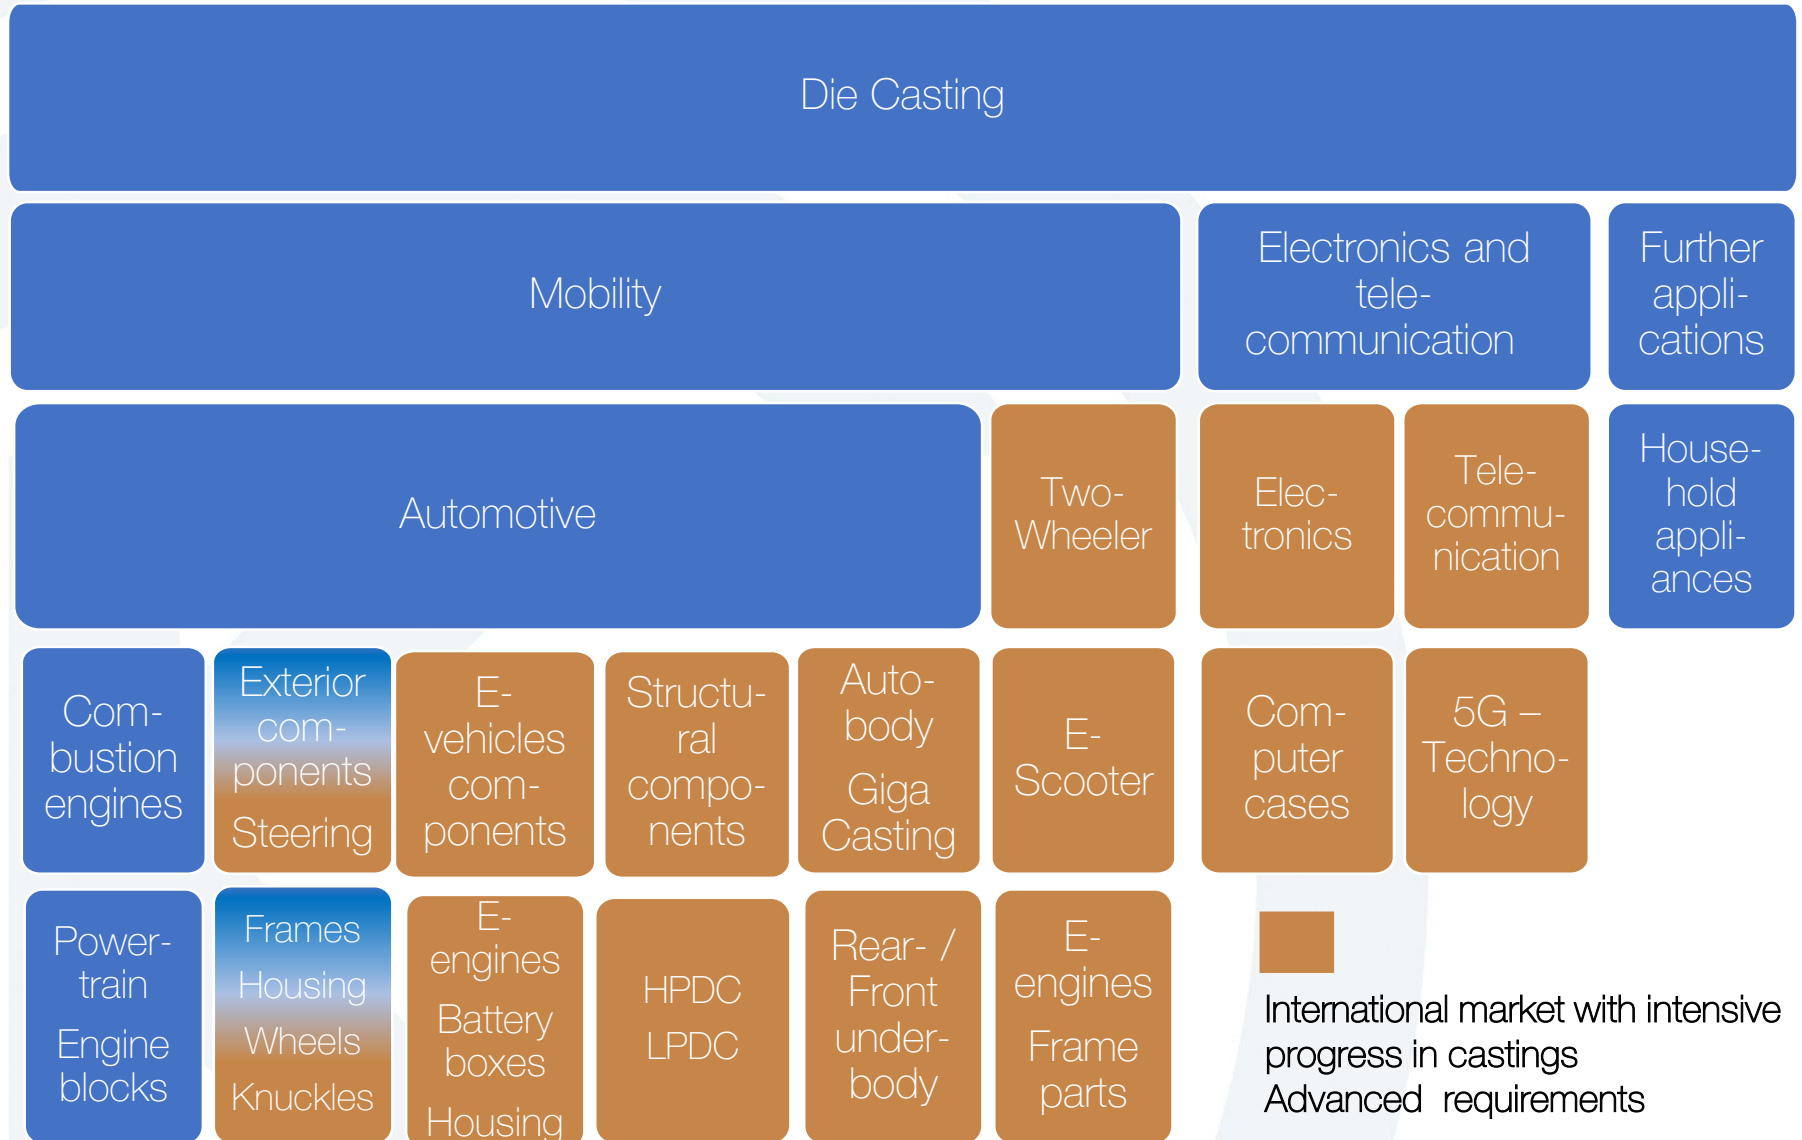 Die Casting
Mobility
Electronics and
tele-
communication
Further
appli-
cations
Automotive
Two-
Wheeler
Elec-
tronics
Tele-
commu-
nication
House-
hold
appli-
ances
Com-
bustion
engines
Exterior
com-
ponents
Steering
E-
vehicles
com-
ponents
Structu-
ral
compo-
nents
Auto-
body
Giga
Casting
E-
Scooter
Com-
puter
cases
5G –
Techno-
logy
Power-
train
Engine
blocks
Frames
Housing
Wheels
Knuckles
E-
engines
Battery
boxes
Housing
HPDC
LPDC
Rear- /
Front
under-
body
E-
engines
Frame
parts
International market with intensive
progress in castings
Advanced requirements